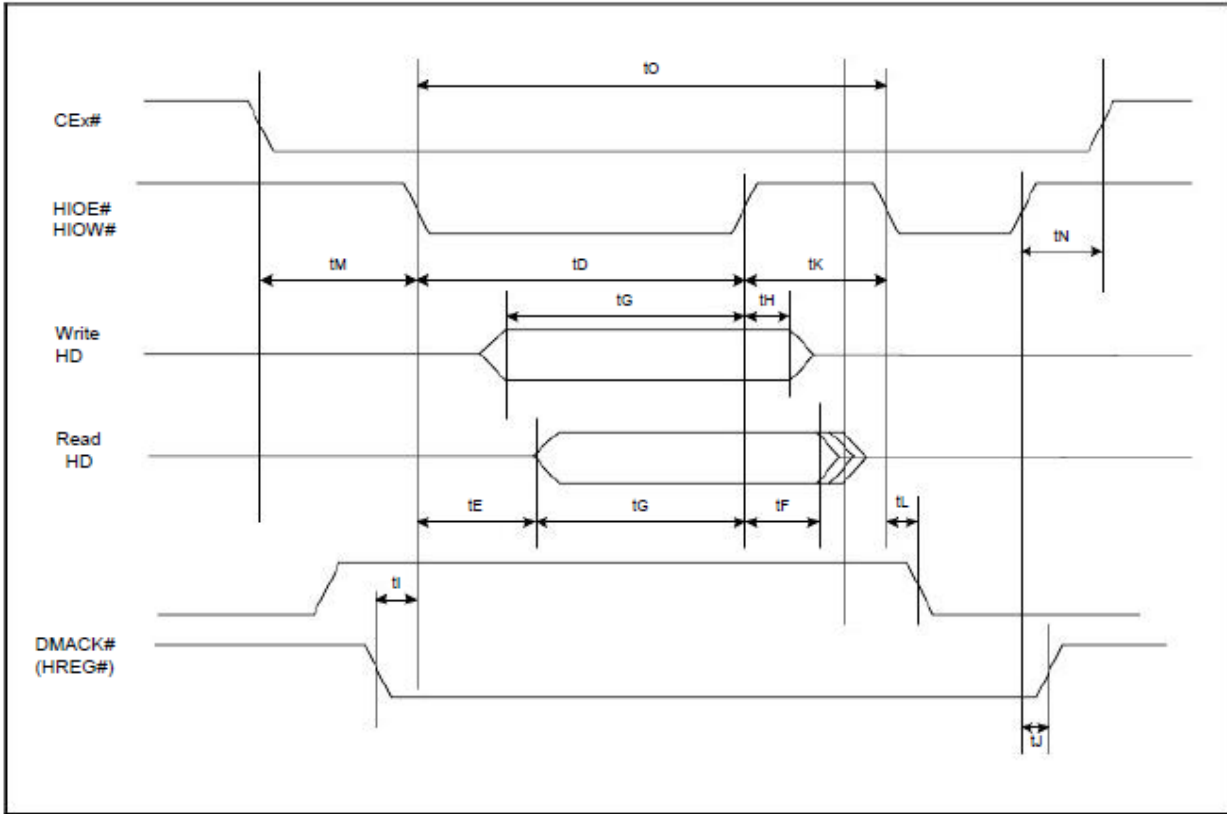 tO
CEx#
HIOE#
HIOW#
tN
tM
tD
tK
tG
tH
Write
HD
Read
HD
tE
tG
tF
tL
tI
DMACK#
(HREG#)
tJ